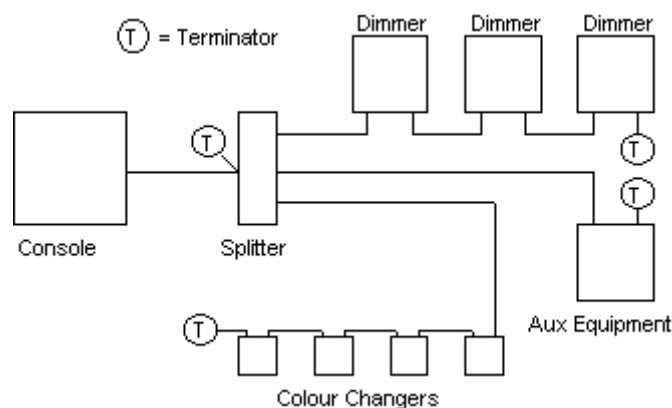 Dimmer Dimmer Dimmer
T = Terminator
T
T
T
Console Splitter
T
Aux Equipment
Colour Changers